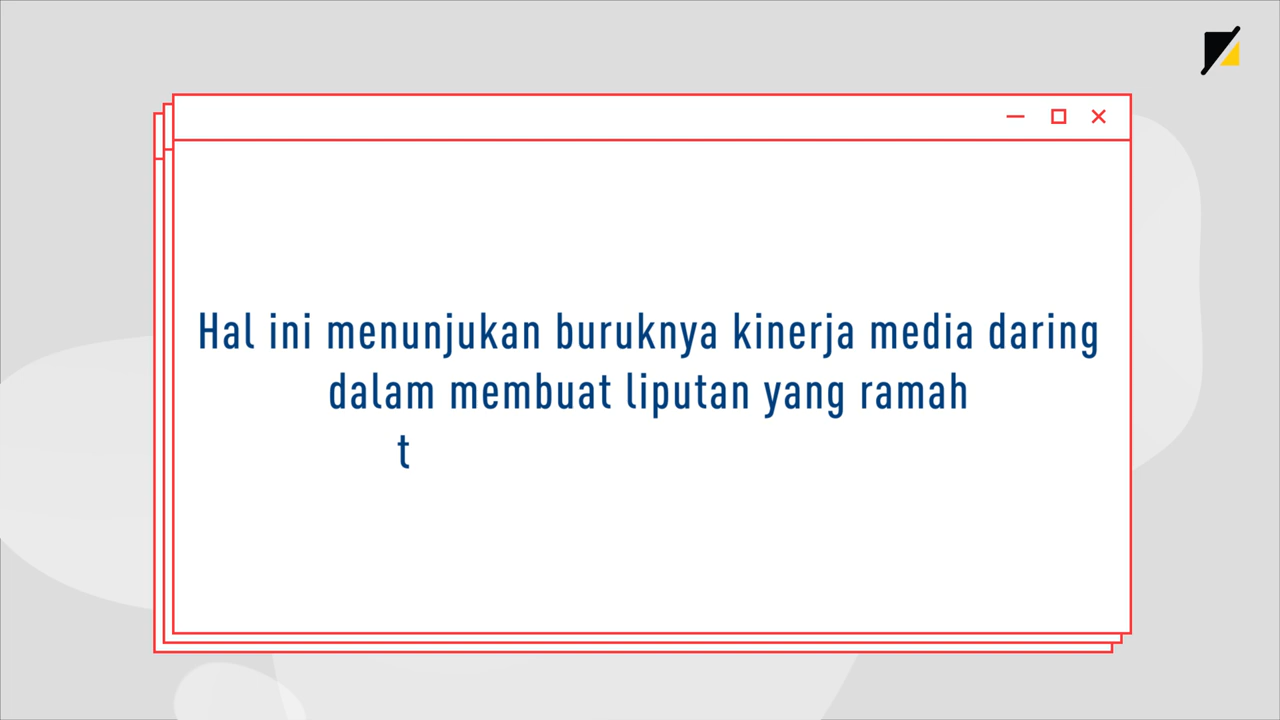 Hal ini menunjukan buruknya kinerja media daring
dalam membuat liputan yang ramah
t